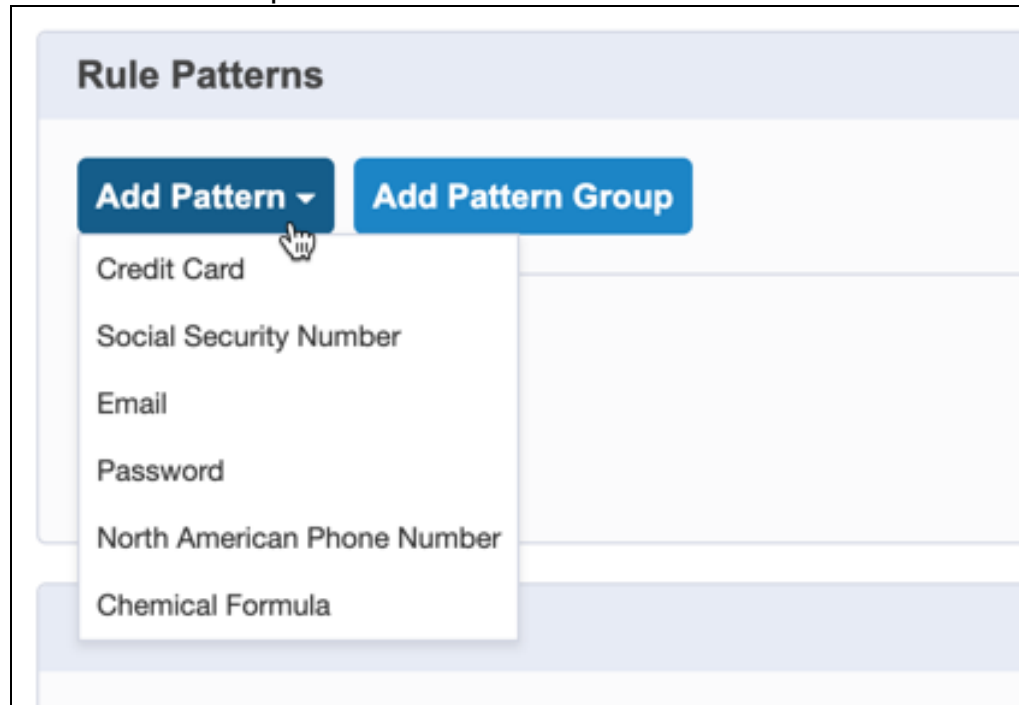 Rule Patterns
Add Pattern Add Pattern Group
Credit Card
Social Security Number
Email
Password
North American Phone Number
Chemical Formula